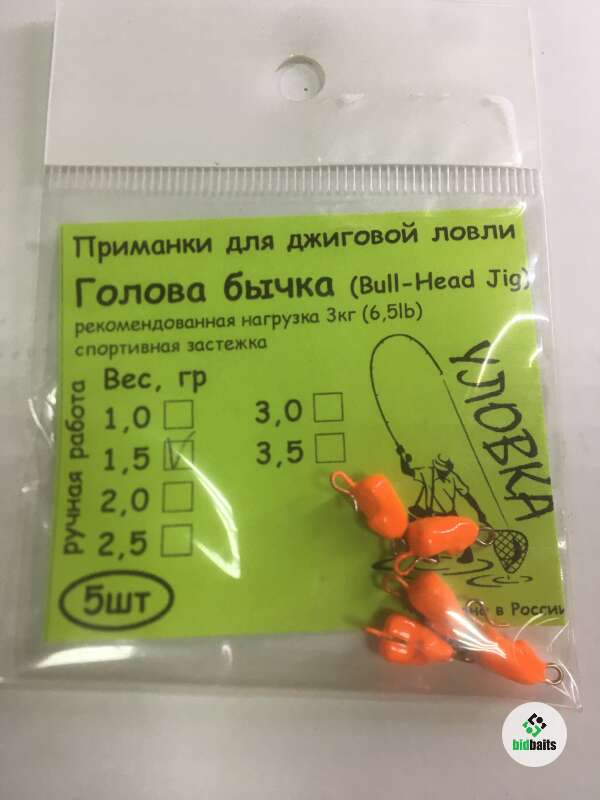 Приманки для джиговой ловли
Голова бычка (Bull-Head Jig)
рекомендованная нагрузка 3кг (6,5lb)
спортивная застежка
ручная работа
Вес, гр
1,0
3,0
1,5
3,5
2,0
2,5
5шт
УЛОВКА
в России
bidbaits